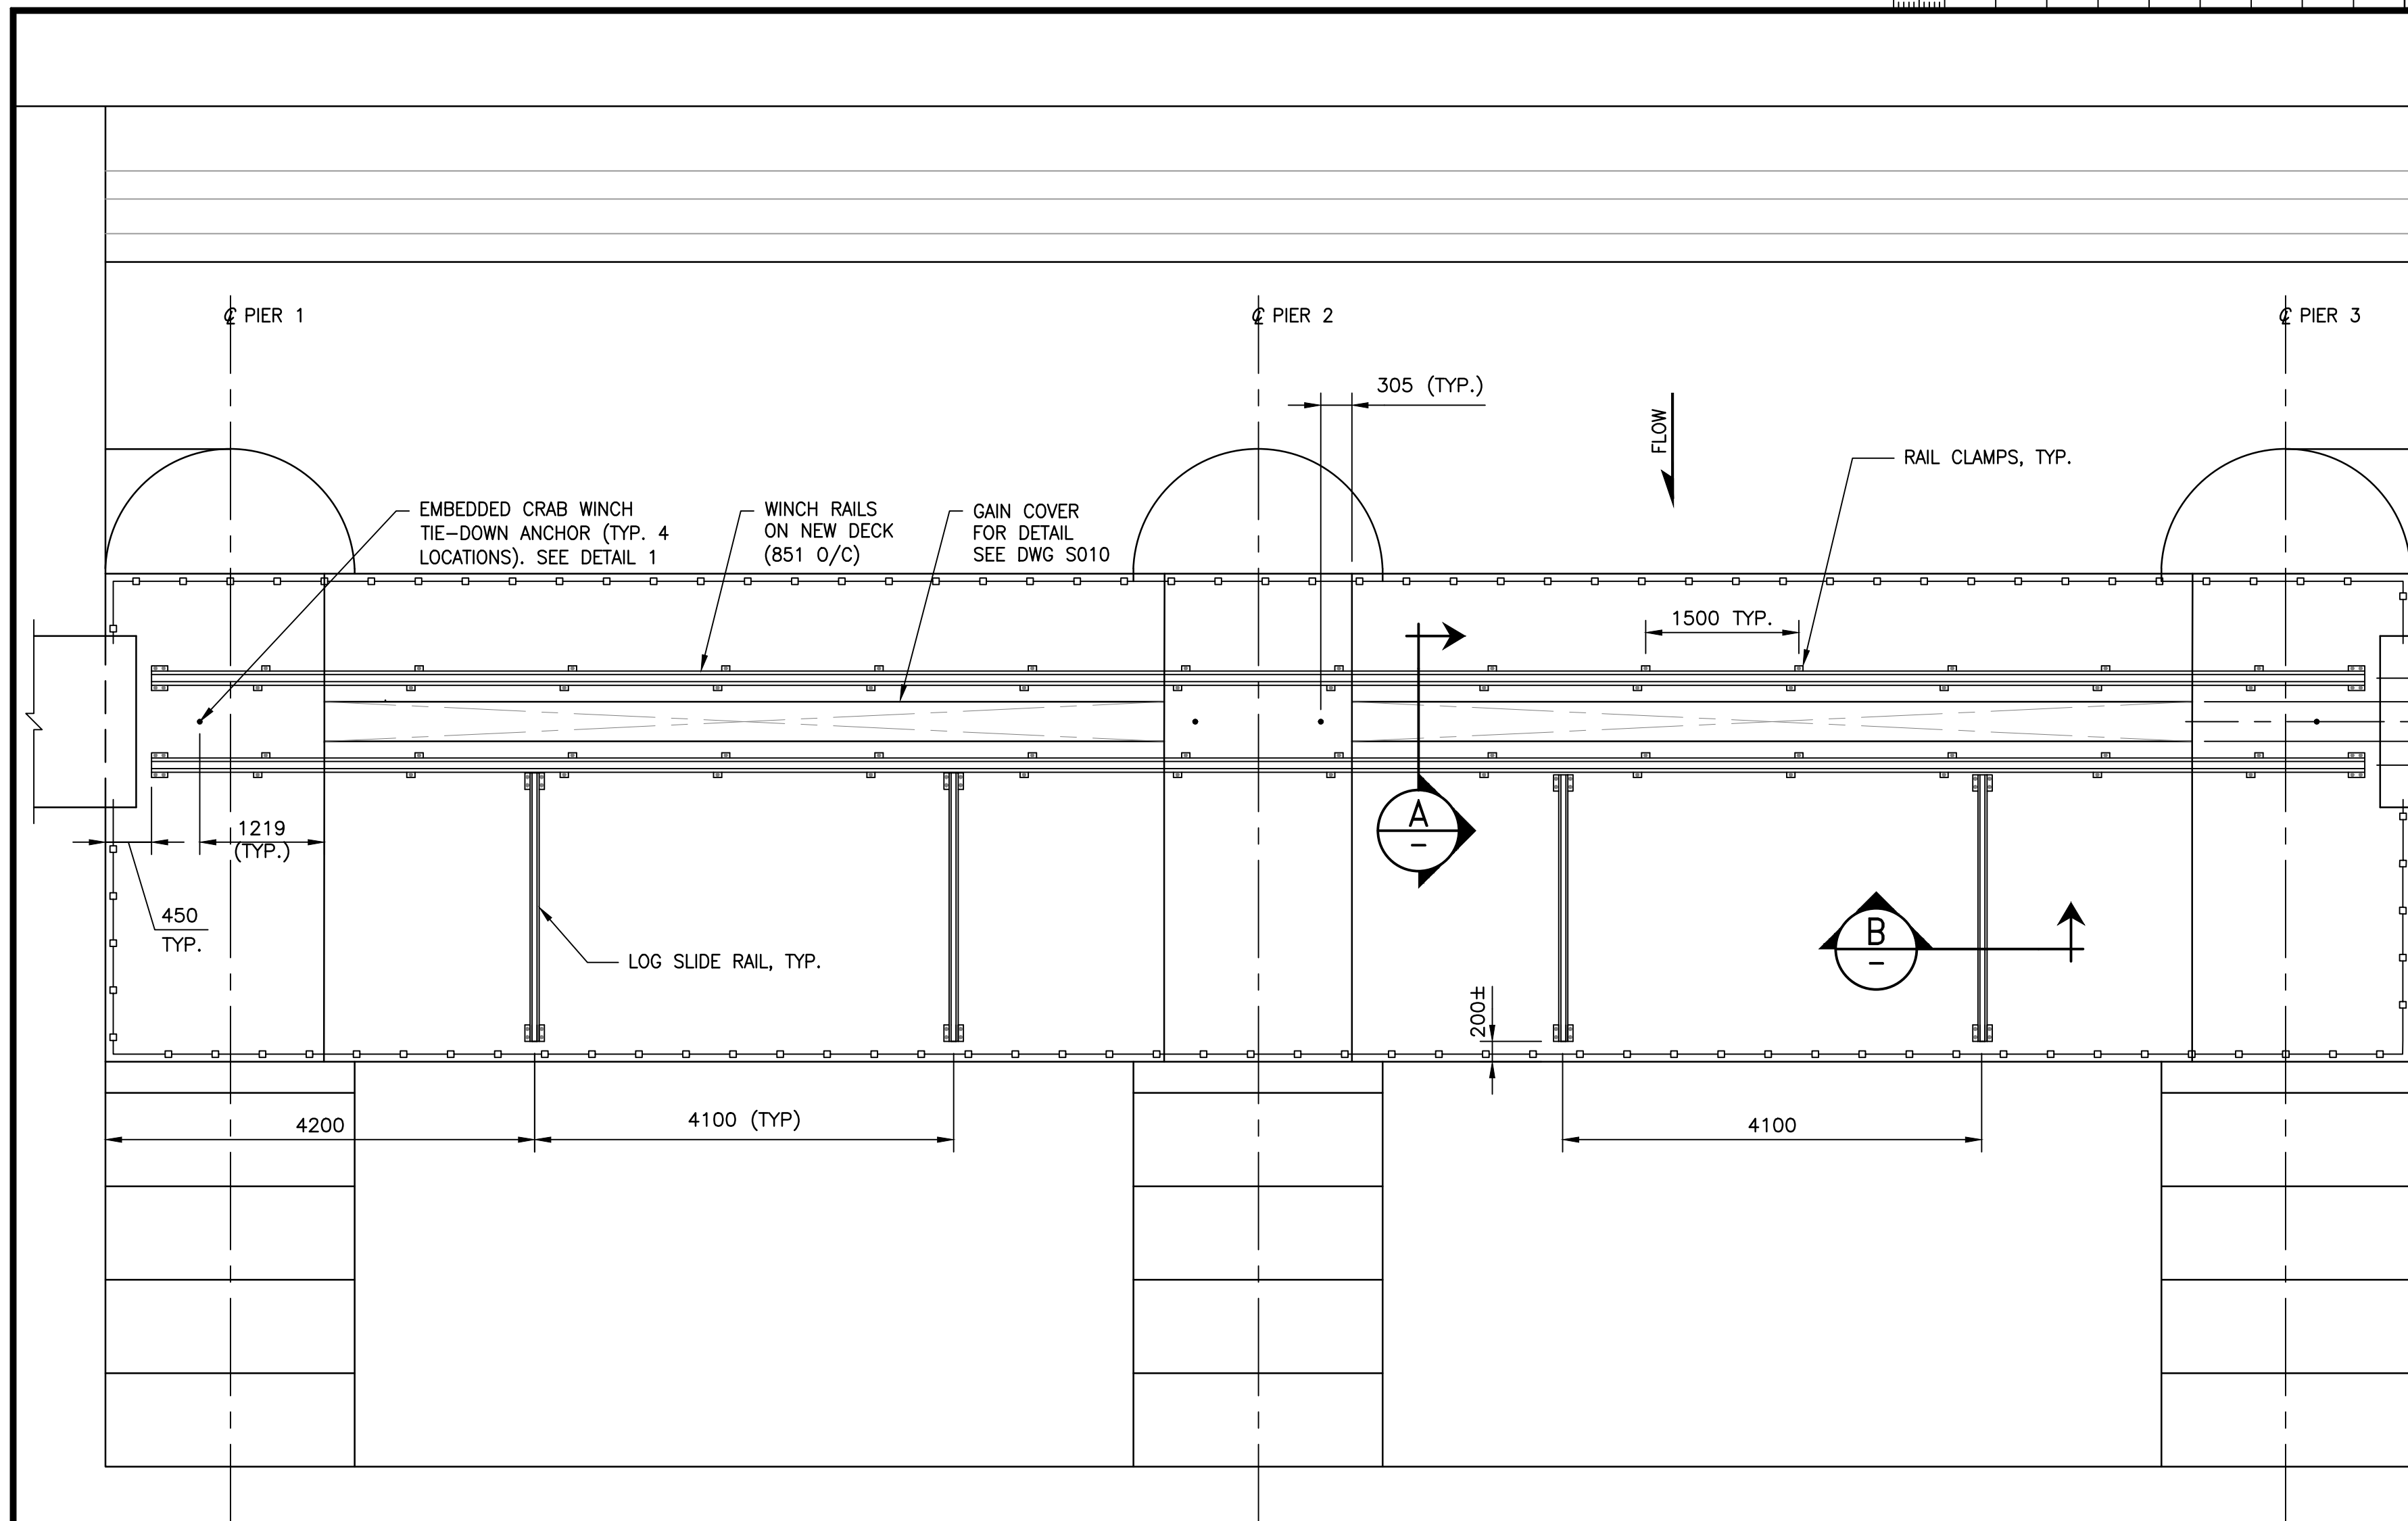 ℄ PIER 1
℄ PIER 2
℄ PIER 3
305 (TYP.)
FLOW
RAIL CLAMPS, TYP.
EMBEDDED CRAB WINCH
TIE-DOWN ANCHOR (TYP. 4
LOCATIONS). SEE DETAIL 1
WINCH RAILS
ON NEW DECK
(851 O/C)
GAIN COVER
FOR DETAIL
SEE DWG S010
1500 TYP.
1219
(TYP.)
A
-
450
TYP.
B
-
LOG SLIDE RAIL, TYP.
200±
4200
4100 (TYP)
4100